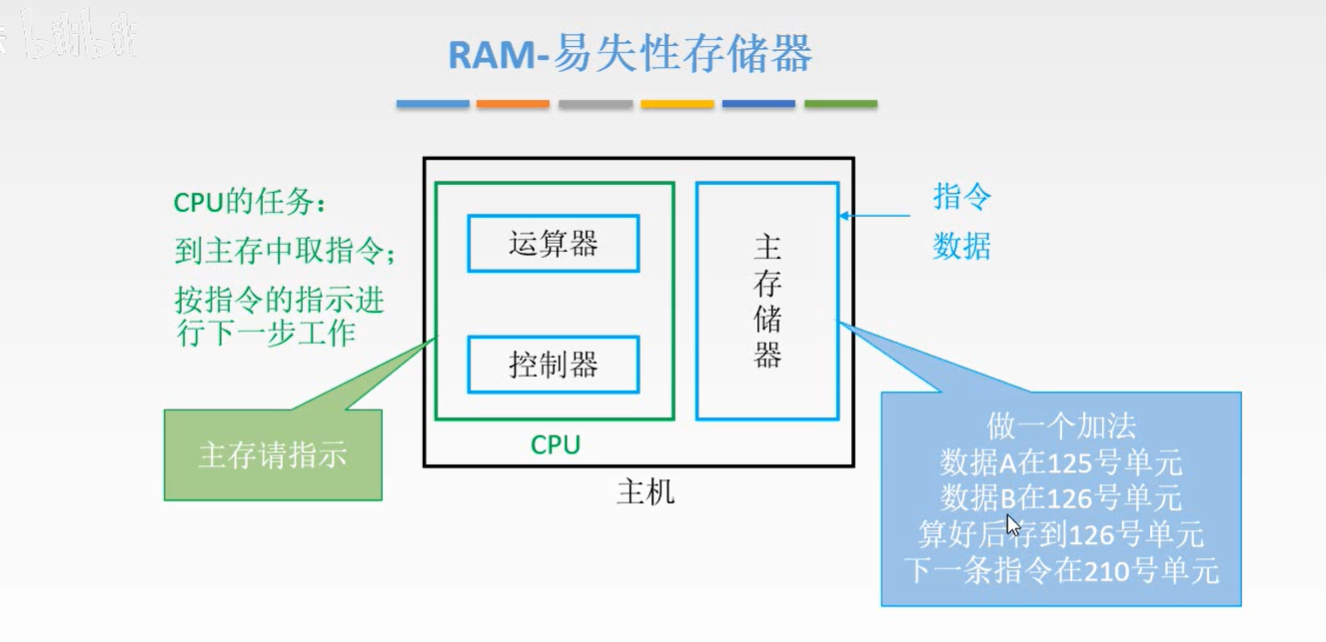 bilibili
RAM-易失性存储器
CPU的任务：
到主存中取指令；
按指令的指示进
行下一步工作
主存请指示
运算器
控制器
CPU
主存储器
主机
指令
数据
做一个加法
数据A在125号单元
数据B在126号单元
算好后存到126号单元
下一条指令在210号单元